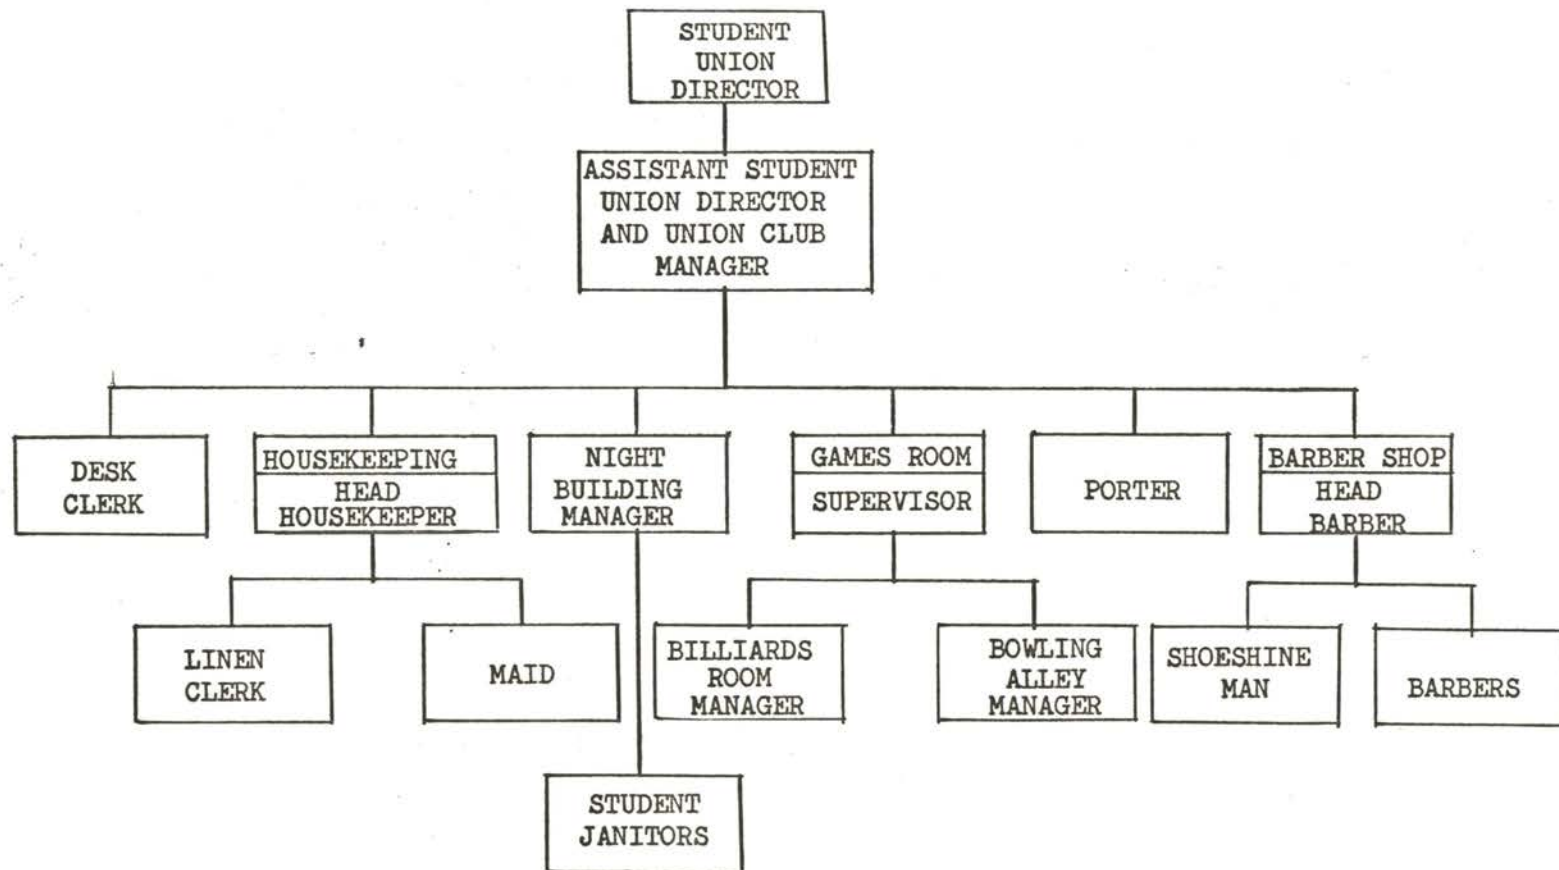 STUDENT
UNION
DIRECTOR
ASSISTANT STUDENT
UNION DIRECTOR
AND UNION CLUB
MANAGER
DESK
CLERK
HOUSEKEEPING
HEAD
HOUSEKEEPER
NIGHT
BUILDING
MANAGER
GAMES ROOM
SUPERVISOR
PORTER
BARBER SHOP
HEAD
BARBER
LINEN
CLERK
MAID
BILLIARDS
ROOM
MANAGER
BOWLING
ALLEY
MANAGER
SHOESHINE
MAN
BARBERS
STUDENT
JANITORS